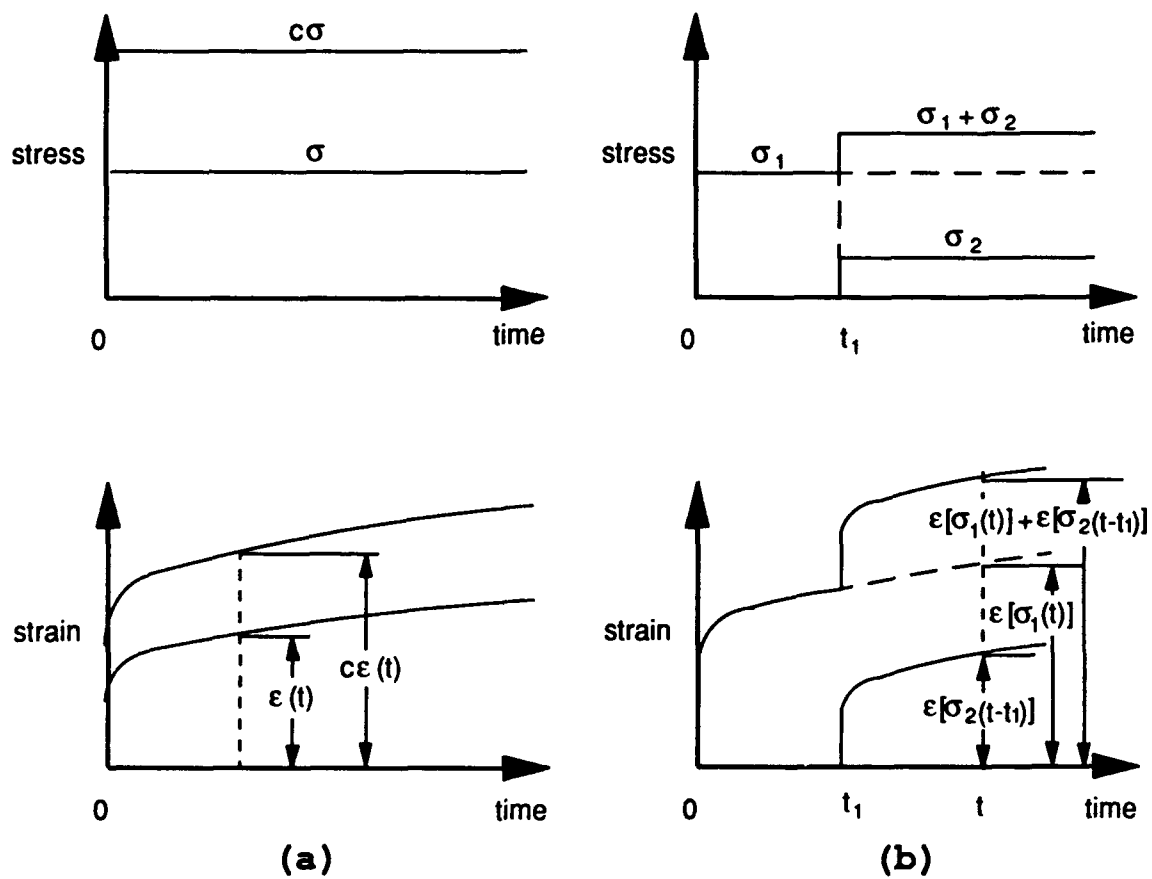 cσ
stress
σ
0
time
σ₁ + σ₂
stress
σ₁
σ₂
0
t₁
time
strain
cε(t)
ε(t)
0
time
(a)
ε[σ₁(t)] + ε[σ₂(t-t₁)]
strain
ε[σ₁(t)]
ε[σ₂(t-t₁)]
0
t₁
t
time
(b)